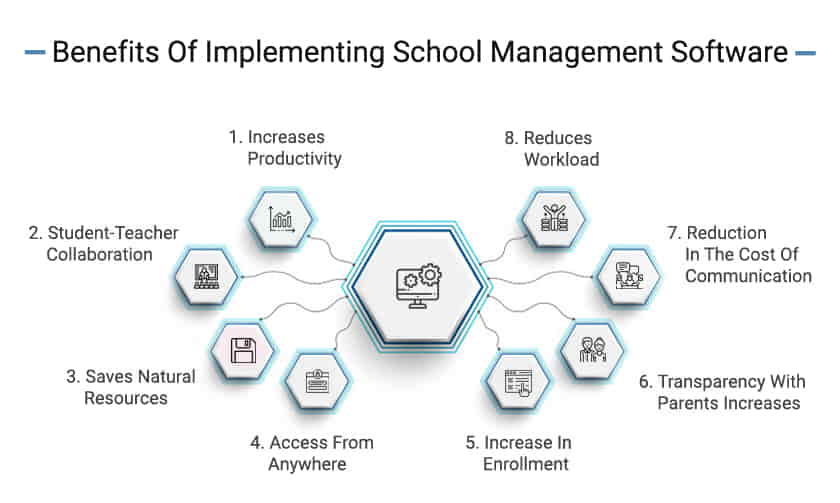 Benefits Of Implementing School Management Software
1. Increases
Productivity
2. Student-Teacher
Collaboration
3. Saves Natural
Resources
4. Access From
Anywhere
5. Increase In
Enrollment
6. Transparency With
Parents Increases
7. Reduction
In The Cost Of
Communication
8. Reduces
Workload